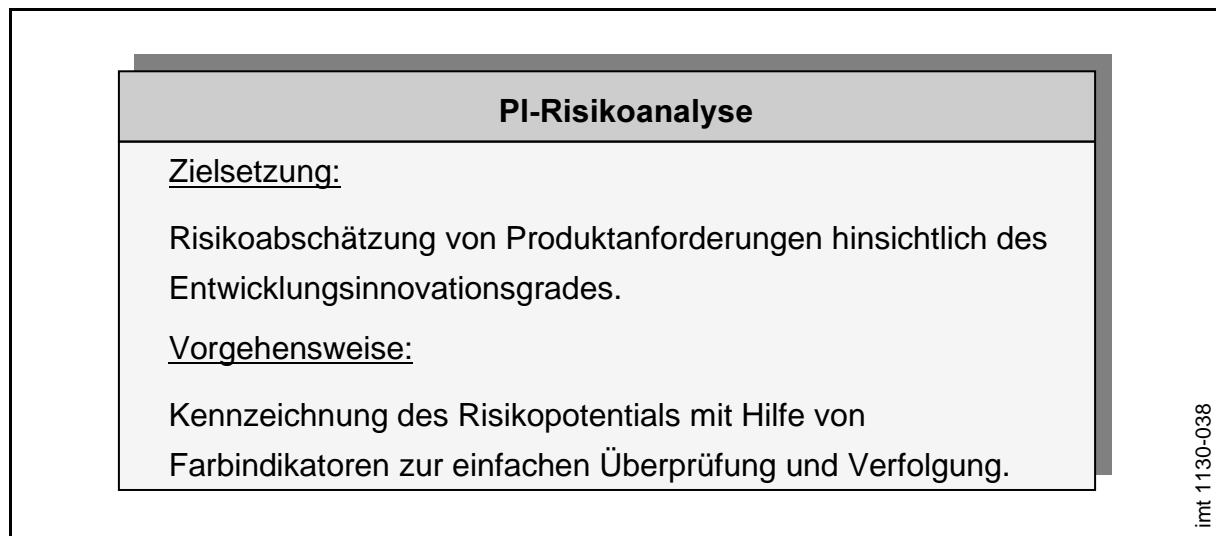 PI-Risikoanalyse
Zielsetzung:
Risikoabschätzung von Produktanforderungen hinsichtlich des
Entwicklungsinnovationsgrades.
Vorgehensweise:
Kennzeichnung des Risikopotentials mit Hilfe von
Farbindikatoren zur einfachen Überprüfung und Verfolgung.
imt 1130-038